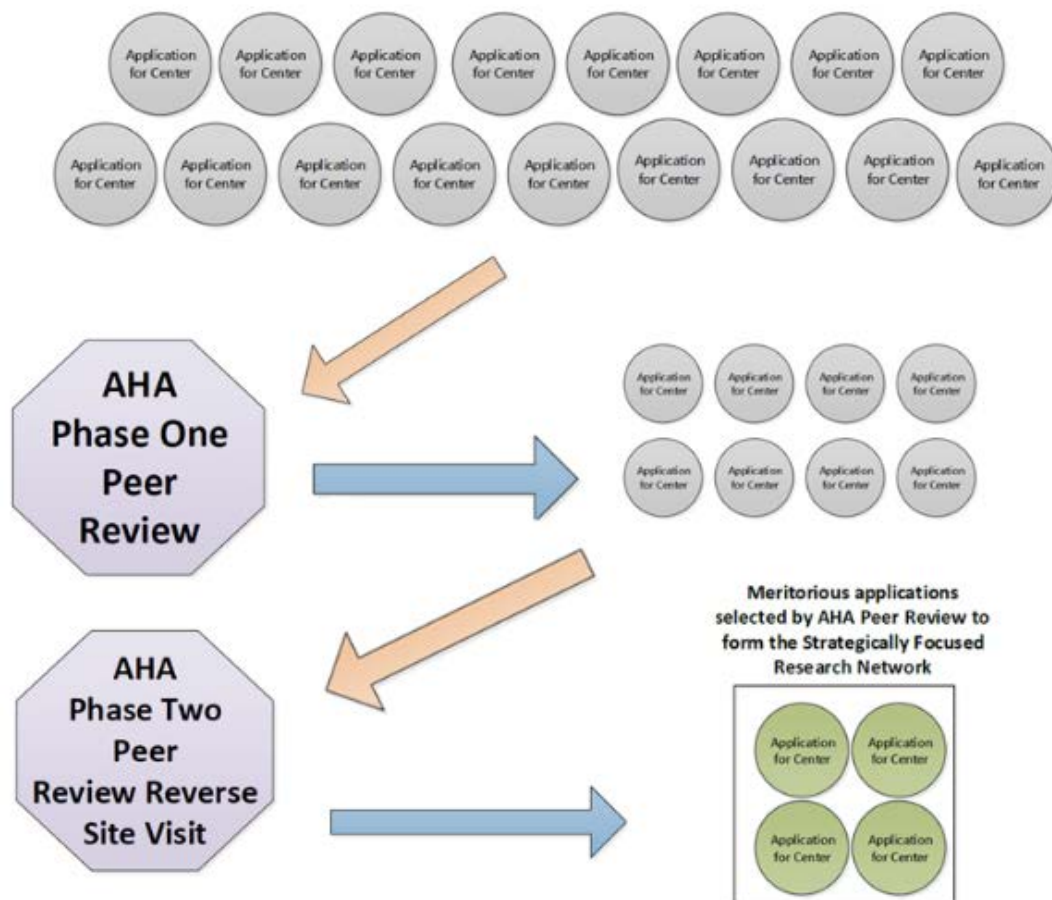 Application Application Application Application Application Application Application Application
for Center for Center for Center for Center for Center for Center for Center for Center
Application Application Application Application Application Application Application Application Application
for Center for Center for Center for Center for Center for Center for Center for Center for Center
AHA
Phase One
Peer
Review
Application Application Application Application
for Center for Center for Center for Center
Application Application Application Application
for Center for Center for Center for Center
AHA
Phase Two
Peer
Review Reverse
Site Visit
Meritorious applications
selected by AHA Peer Review to
form the Strategically Focused
Research Network
Application Application
for Center for Center
Application Application
for Center for Center